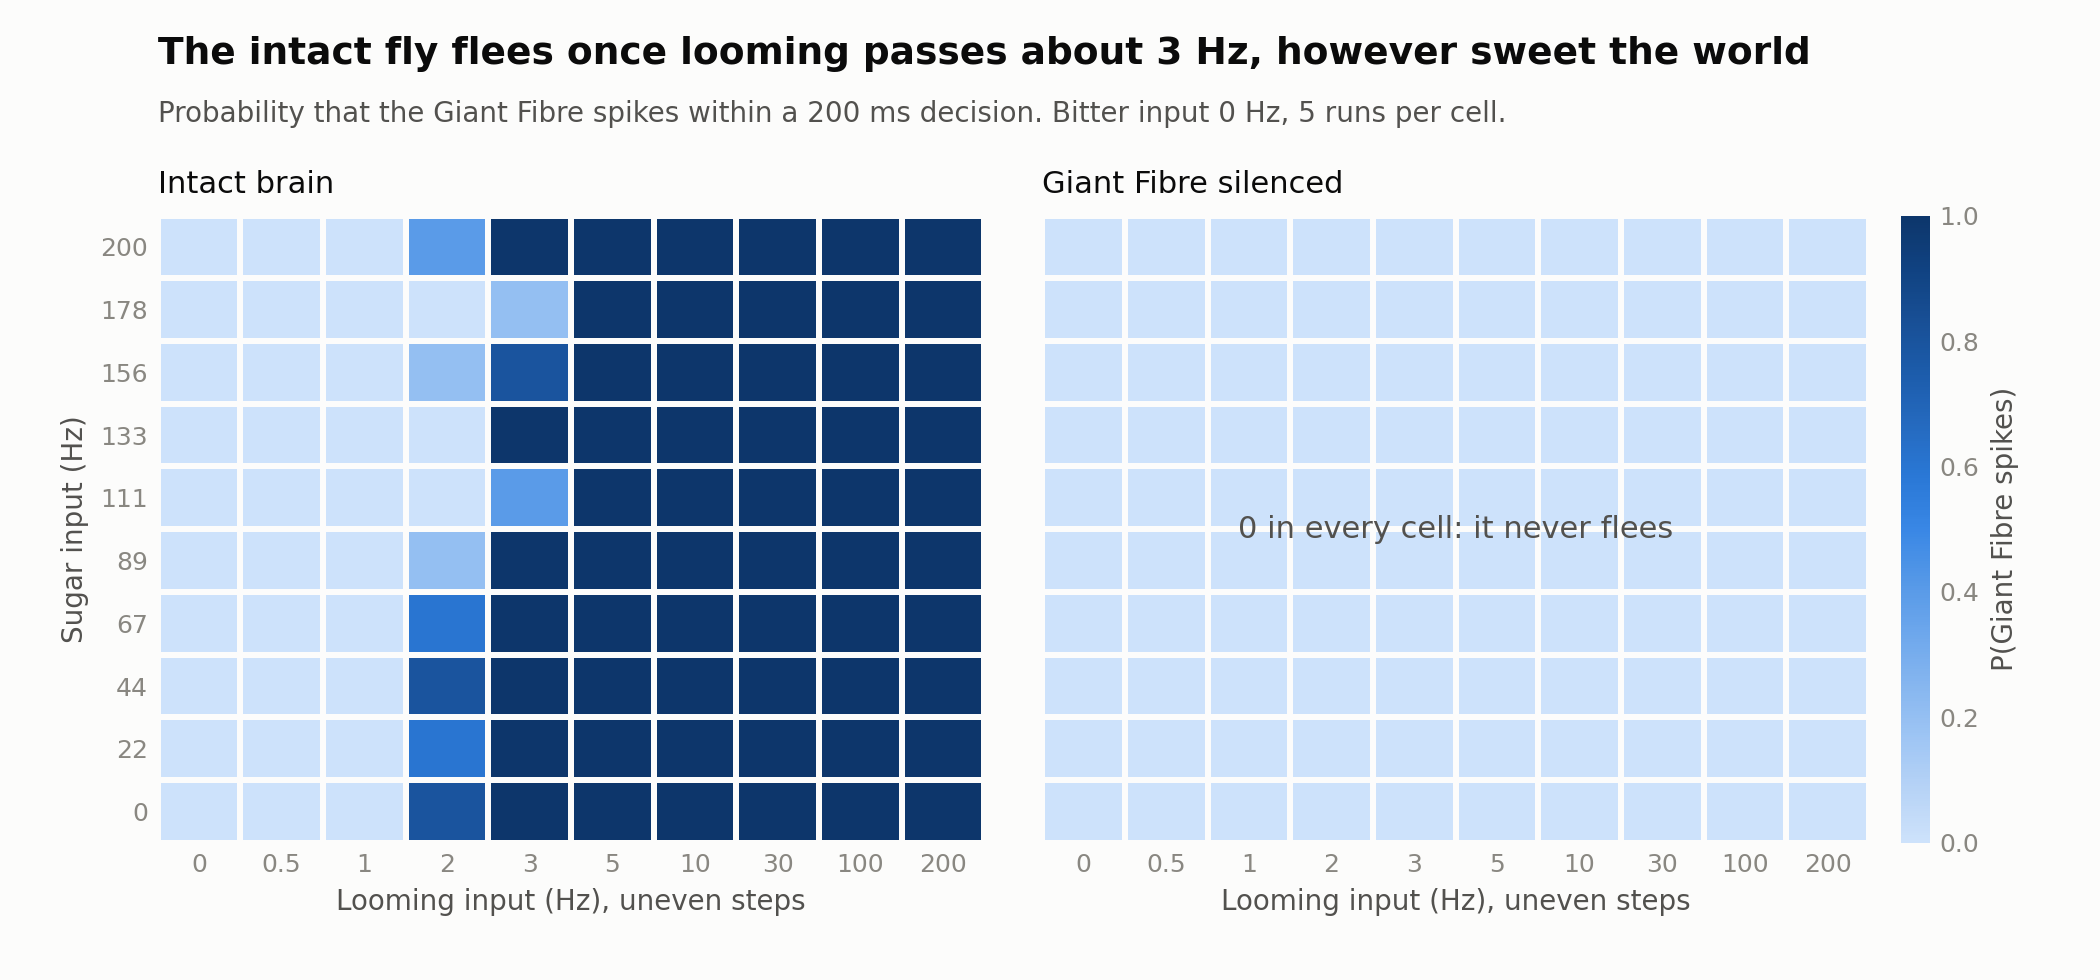 The intact fly flees once looming passes about 3 Hz, however sweet the world
Probability that the Giant Fibre spikes within a 200 ms decision. Bitter input 0 Hz, 5 runs per cell.
Intact brain
Sugar input (Hz)
200
178
156
133
111
89
67
44
22
0
0 0.5 1 2 3 5 10 30 100 200
Looming input (Hz), uneven steps
Giant Fibre silenced
0 in every cell: it never flees
0 0.5 1 2 3 5 10 30 100 200
Looming input (Hz), uneven steps
1.0
0.8
0.6
0.4
0.2
0.0
P(Giant Fibre spikes)